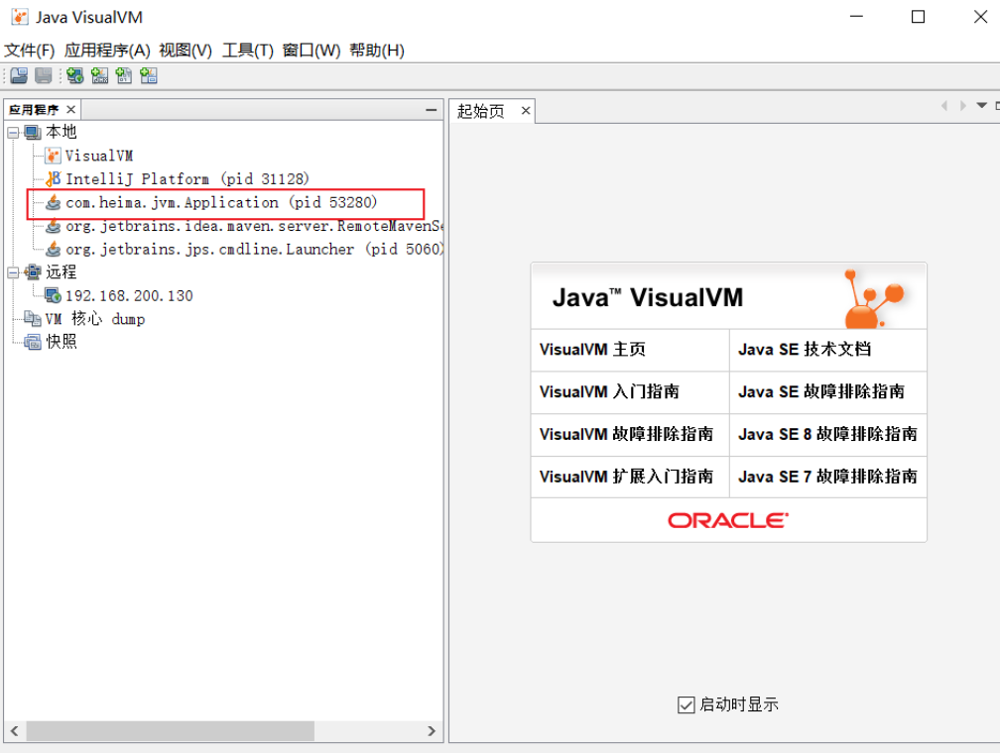 Java VisualVM
文件(F) 应用程序(A) 视图(V) 工具(T) 窗口(W) 帮助(H)
应用程序
本地
VisualVM
IntelliJ Platform (pid 31128)
com.heima.jvm.Application (pid 53280)
org.jetbrains.idea.maven.server.RemoteMavenSe
org.jetbrains.jps.cmdline.Launcher (pid 5060)
远程
192.168.200.130
VM 核心 dump
快照
起始页
Java™ VisualVM
VisualVM 主页 Java SE 技术文档
VisualVM 入门指南 Java SE 故障排除指南
VisualVM 故障排除指南 Java SE 8 故障排除指南
VisualVM 扩展入门指南 Java SE 7 故障排除指南
ORACLE
启动时显示